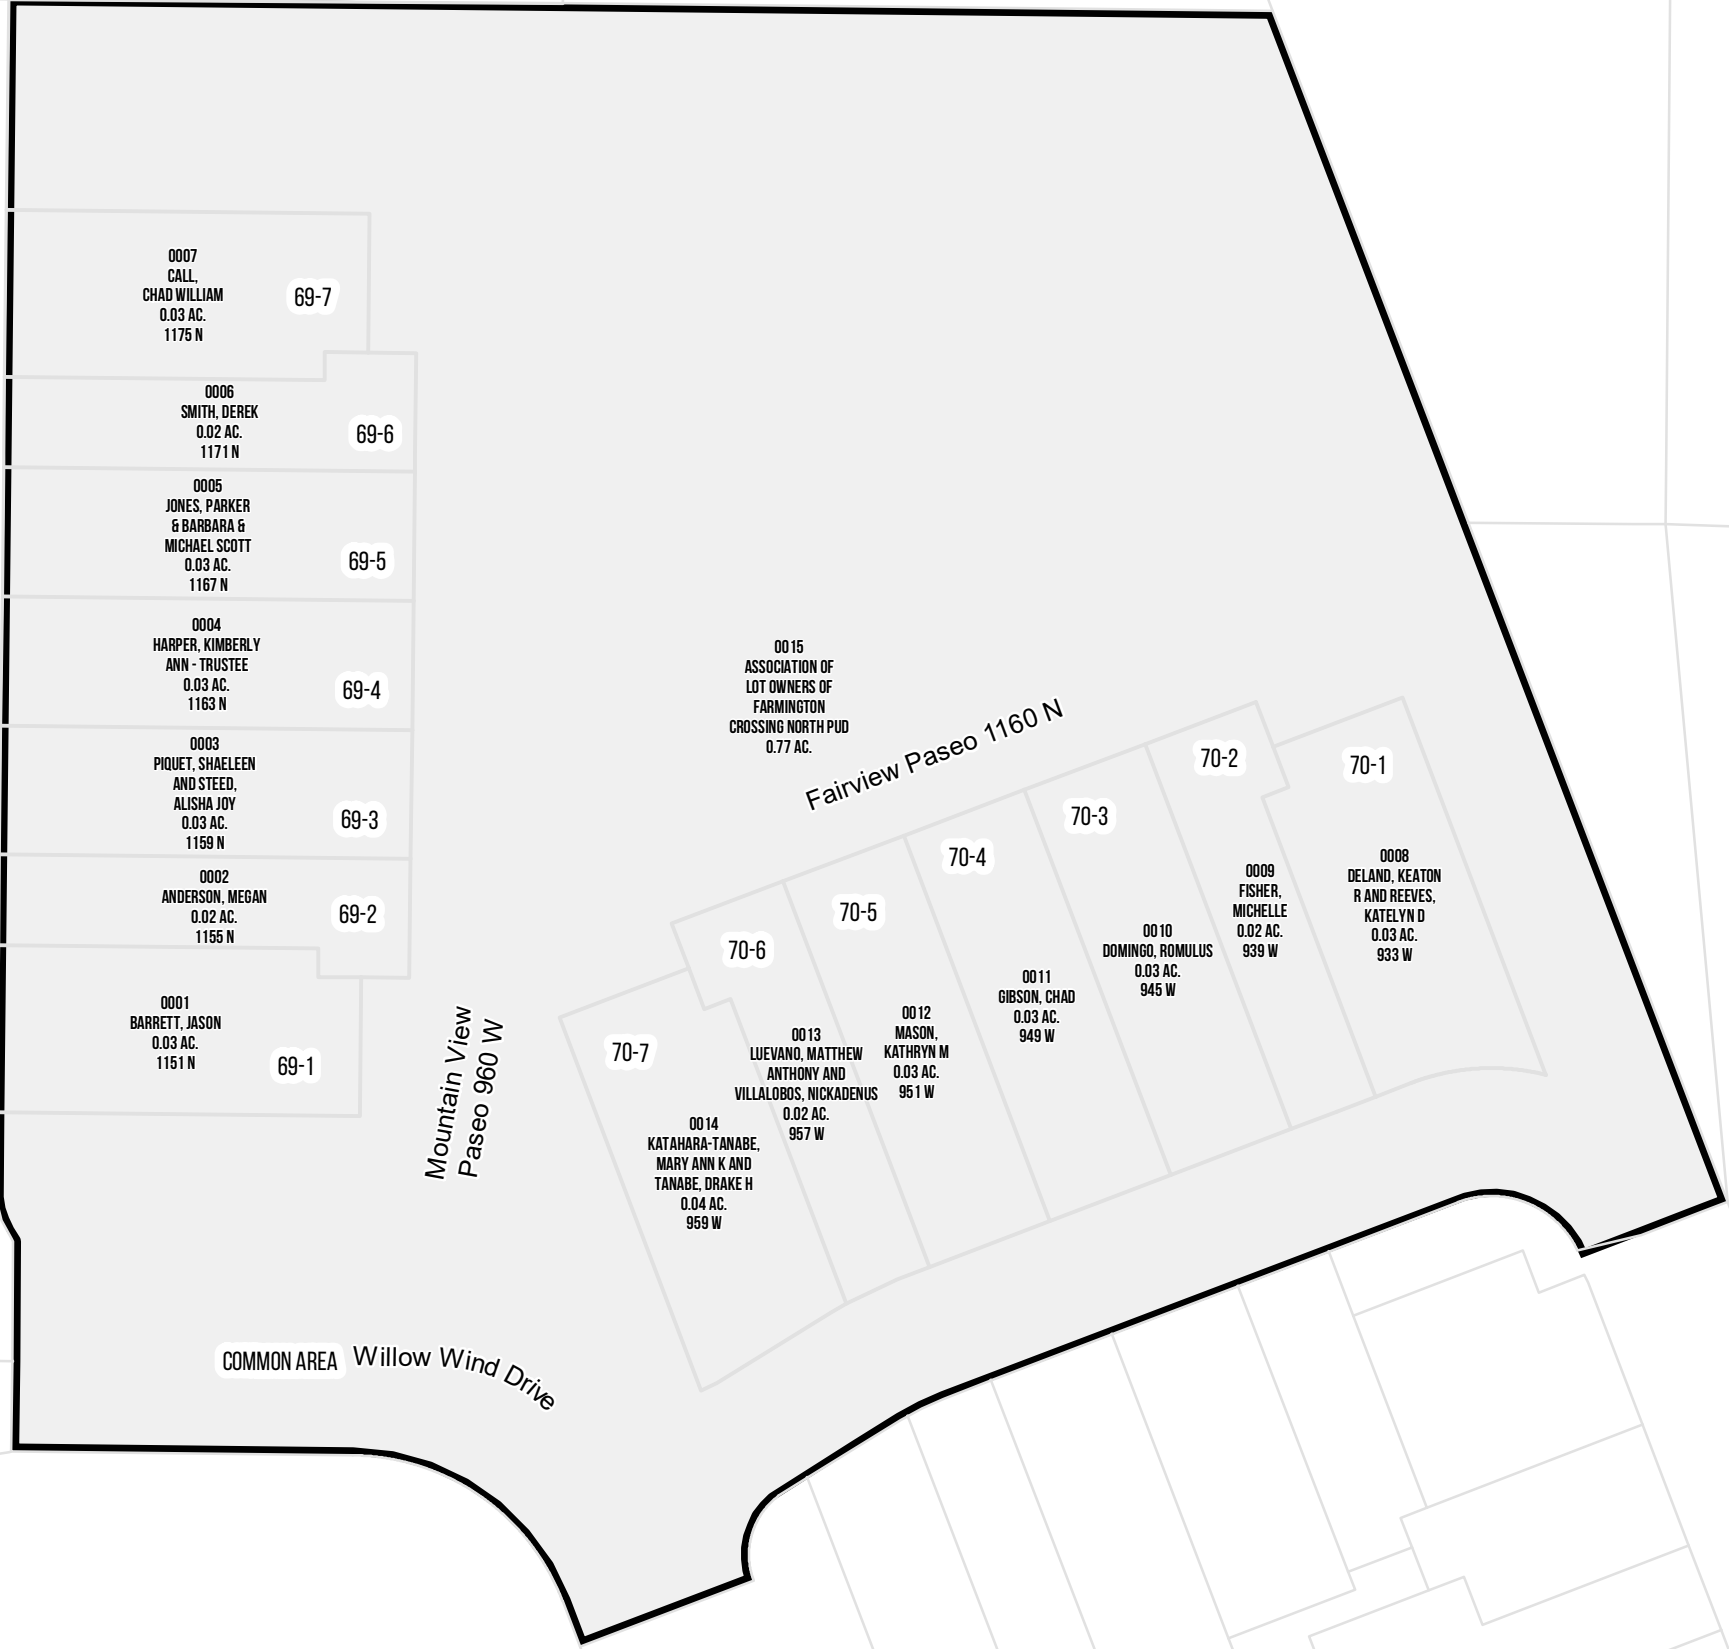 0007
CALL,
CHAD WILLIAM
0.03 AC.
1175 N
69-7
0006
SMITH, DEREK
0.02 AC.
1171 N
69-6
0005
JONES, PARKER
& BARBARA &
MICHAEL SCOTT
0.03 AC.
1167 N
69-5
0004
HARPER, KIMBERLY
ANN - TRUSTEE
0.03 AC.
1163 N
69-4
0003
PIQUET, SHAELEEN
AND STEED,
ALISHA JOY
0.03 AC.
1159 N
69-3
0002
ANDERSON, MEGAN
0.02 AC.
1155 N
69-2
0001
BARRETT, JASON
0.03 AC.
1151 N
69-1
Mountain View
Paseo 960 W
0015
ASSOCIATION OF
LOT OWNERS OF
FARMINGTON
CROSSING NORTH PUD
0.77 AC.
Fairview Paseo 1160 N
70-1
0008
DELAND, KEATON
R AND REEVES,
KATELYN D
0.03 AC.
933 W
70-2
0009
FISHER,
MICHELLE
0.02 AC.
939 W
70-3
0010
DOMINGO, ROMULUS
0.03 AC.
945 W
70-4
0011
GIBSON, CHAD
0.03 AC.
949 W
70-5
0012
MASON,
KATHRYN M
0.03 AC.
951 W
70-6
0013
LUEVANO, MATTHEW
ANTHONY AND
VILLALOBOS, NICKADENUS
0.02 AC.
957 W
70-7
0014
KATAHARA-TANABE,
MARY ANN K AND
TANABE, DRAKE H
0.04 AC.
959 W
COMMON AREA
Willow Wind Drive